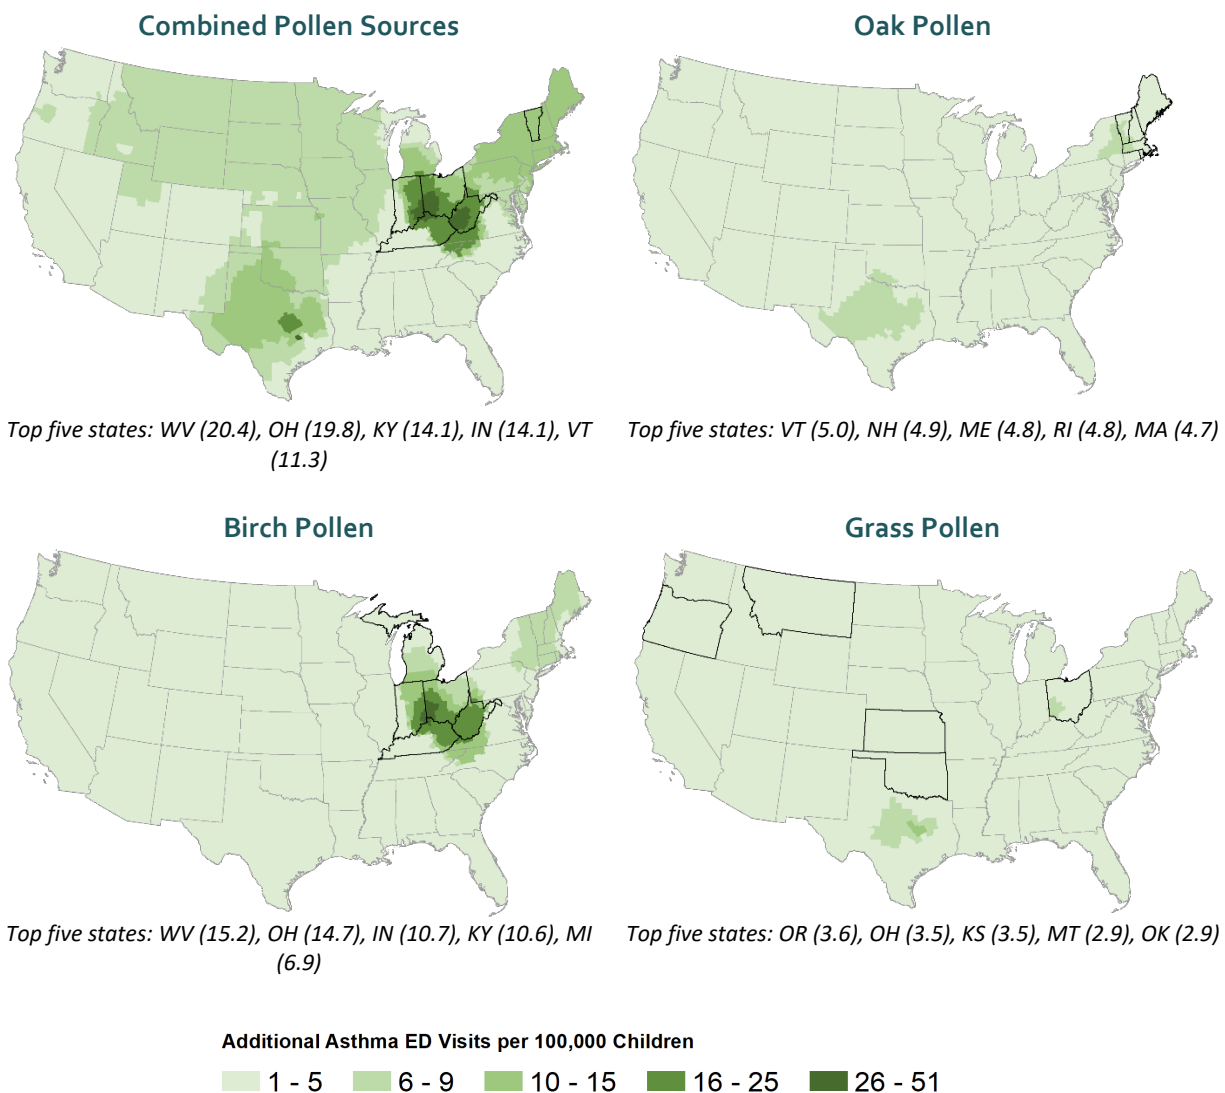 Combined Pollen Sources
Oak Pollen
Top five states: WV (20.4), OH (19.8), KY (14.1), IN (14.1), VT
(11.3)
Top five states: VT (5.0), NH (4.9), ME (4.8), RI (4.8), MA (4.7)
Birch Pollen
Grass Pollen
Top five states: WV (15.2), OH (14.7), IN (10.7), KY (10.6), MI
(6.9)
Top five states: OR (3.6), OH (3.5), KS (3.5), MT (2.9), OK (2.9)
Additional Asthma ED Visits per 100,000 Children
1 - 5 6 - 9 10 - 15 16 - 25 26 - 51